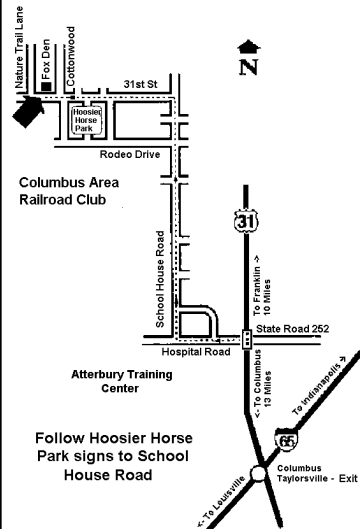 Nature Trail Lane
Fox Den
Cottonwood
31st St
N
Hoosier
Horse
Park
Rodeo Drive
Columbus Area
Railroad Club
School House Road
31
To Franklin ->
10 Miles
State Road 252
Hospital Road
Atterbury Training
Center
<- To Columbus
13 Miles
To Indianapolis ->
Follow Hoosier Horse
Park signs to School
House Road
65
Columbus
Taylorsville - Exit
<- To Louisville